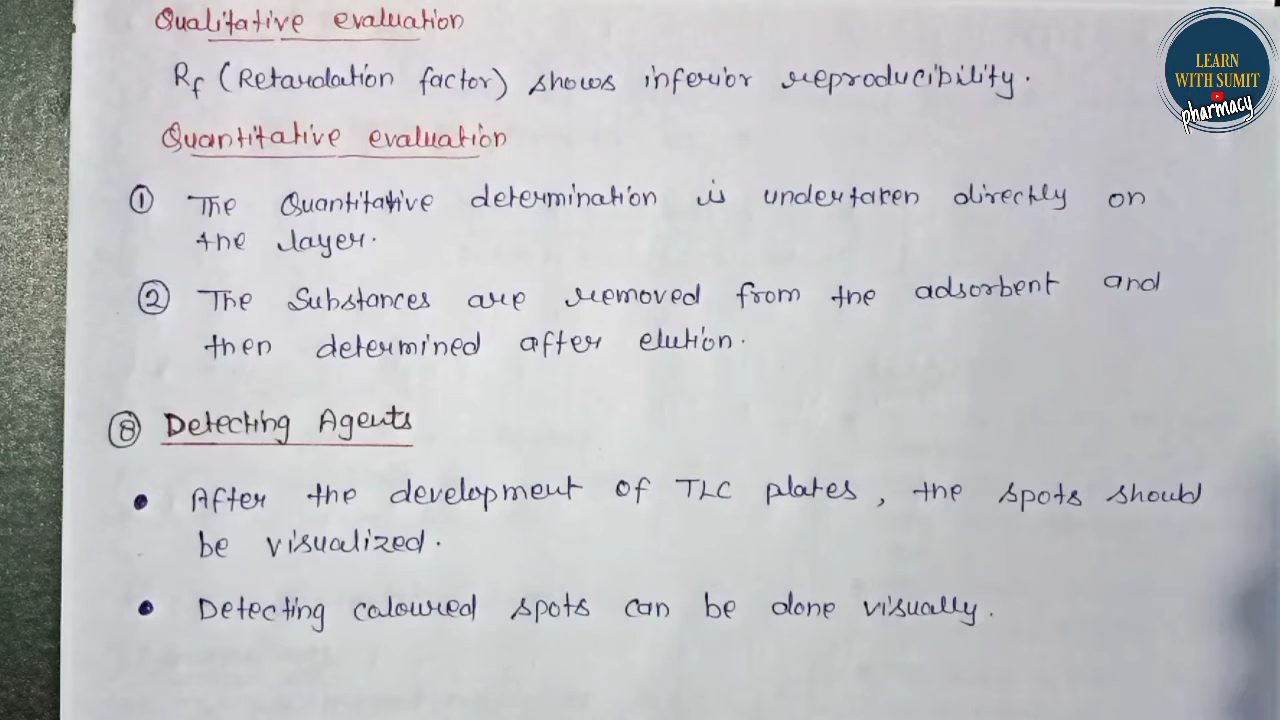 Qualitative evaluation
Rf (Retardation factor) shows inferior reproducibility.
Quantitative evaluation
① The Quantitative determination is undertaken directly on
the layer.
② The Substances are removed from the adsorbent and
then determined after elution.
⑧ Detecting Agents
• After the development of TLC plates, the spots should
be visualized.
• Detecting caloured spots can be done visually.
LEARN
WITH SUMIT
pharmacy